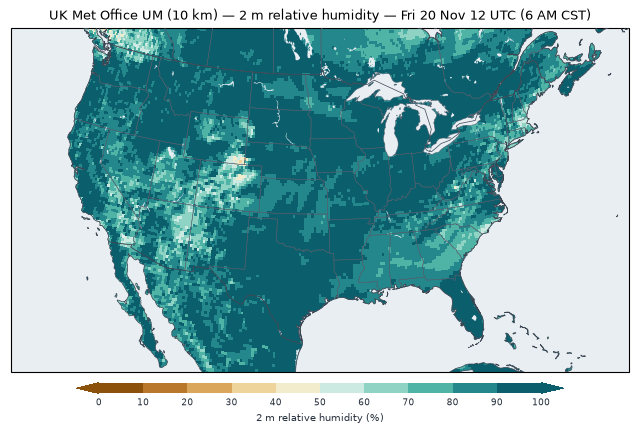 UK Met Office UM (10 km) — 2 m relative humidity — Fri 20 Nov 12 UTC (6 AM CST)
0 10 20 30 40 50 60 70 80 90 100
2 m relative humidity (%)